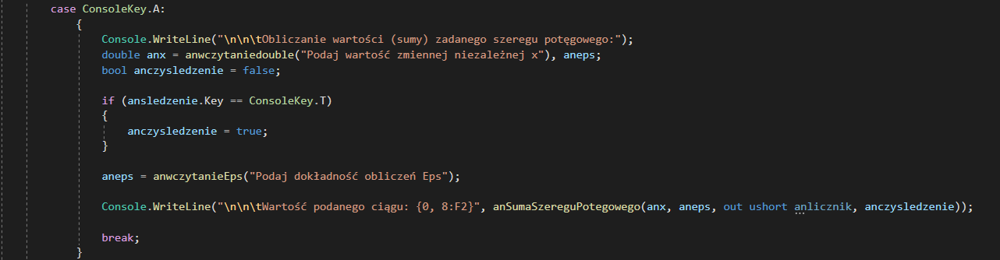 case ConsoleKey.A:
{
Console.WriteLine("\n\n\tObliczanie wartości (sumy) zadanego szeregu potęgowego:");
double anx = anwczytaniedouble("Podaj wartość zmiennej niezależnej x"), aneps;
bool anczysledzenie = false;
if (ansledzenie.Key == ConsoleKey.T)
{
anczysledzenie = true;
}
aneps = anwczytanieEps("Podaj dokładność obliczeń Eps");
Console.WriteLine("\n\n\tWartość podanego ciągu: {0, 8:F2}", anSumaSzereguPotegowego(anx, aneps, out ushort anlicznik, anczysledzenie));
break;
}